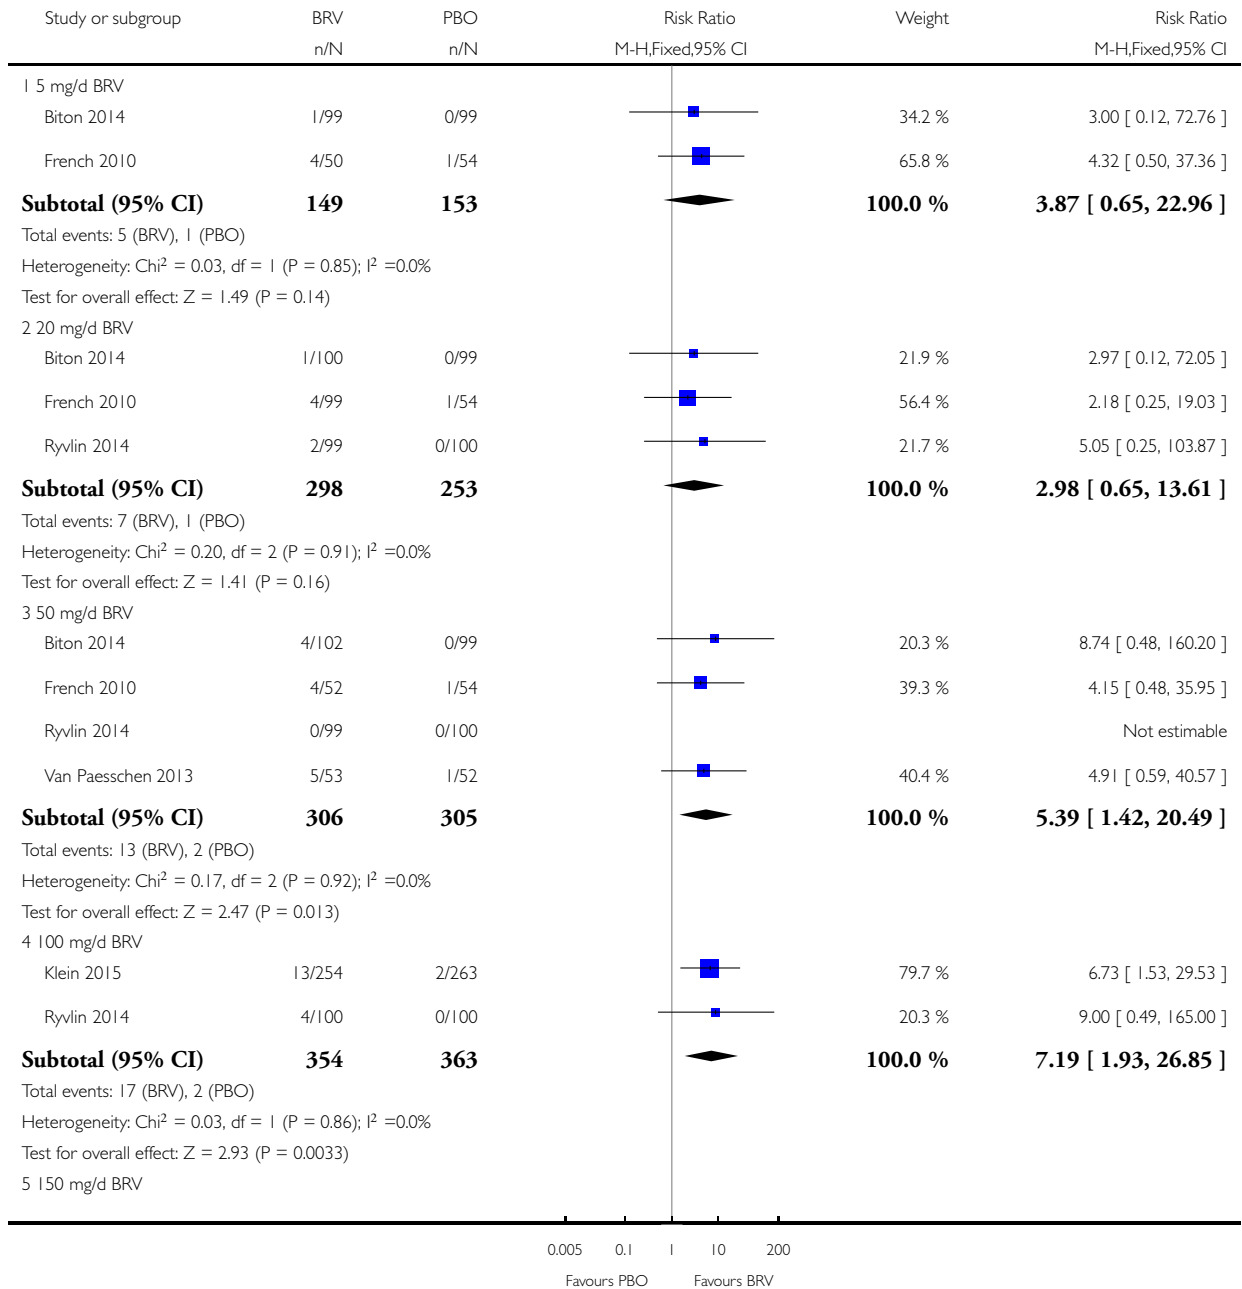 Study or subgroup BRV PBO Risk Ratio Weight Risk Ratio
n/N n/N M-H,Fixed,95% CI M-H,Fixed,95% CI
1 5 mg/d BRV
Biton 2014 1/99 0/99 34.2 % 3.00 [ 0.12, 72.76 ]
French 2010 4/50 1/54 65.8 % 4.32 [ 0.50, 37.36 ]
Subtotal (95% CI) 149 153 100.0 % 3.87 [ 0.65, 22.96 ]
Total events: 5 (BRV), 1 (PBO)
Heterogeneity: Chi² = 0.03, df = 1 (P = 0.85); I² =0.0%
Test for overall effect: Z = 1.49 (P = 0.14)
2 20 mg/d BRV
Biton 2014 1/100 0/99 21.9 % 2.97 [ 0.12, 72.05 ]
French 2010 4/99 1/54 56.4 % 2.18 [ 0.25, 19.03 ]
Ryvlin 2014 2/99 0/100 21.7 % 5.05 [ 0.25, 103.87 ]
Subtotal (95% CI) 298 253 100.0 % 2.98 [ 0.65, 13.61 ]
Total events: 7 (BRV), 1 (PBO)
Heterogeneity: Chi² = 0.20, df = 2 (P = 0.91); I² =0.0%
Test for overall effect: Z = 1.41 (P = 0.16)
3 50 mg/d BRV
Biton 2014 4/102 0/99 20.3 % 8.74 [ 0.48, 160.20 ]
French 2010 4/52 1/54 39.3 % 4.15 [ 0.48, 35.95 ]
Ryvlin 2014 0/99 0/100 Not estimable
Van Paesschen 2013 5/53 1/52 40.4 % 4.91 [ 0.59, 40.57 ]
Subtotal (95% CI) 306 305 100.0 % 5.39 [ 1.42, 20.49 ]
Total events: 13 (BRV), 2 (PBO)
Heterogeneity: Chi² = 0.17, df = 2 (P = 0.92); I² =0.0%
Test for overall effect: Z = 2.47 (P = 0.013)
4 100 mg/d BRV
Klein 2015 13/254 2/263 79.7 % 6.73 [ 1.53, 29.53 ]
Ryvlin 2014 4/100 0/100 20.3 % 9.00 [ 0.49, 165.00 ]
Subtotal (95% CI) 354 363 100.0 % 7.19 [ 1.93, 26.85 ]
Total events: 17 (BRV), 2 (PBO)
Heterogeneity: Chi² = 0.03, df = 1 (P = 0.86); I² =0.0%
Test for overall effect: Z = 2.93 (P = 0.0033)
5 150 mg/d BRV
0.005 0.1 1 10 200
Favours PBO Favours BRV